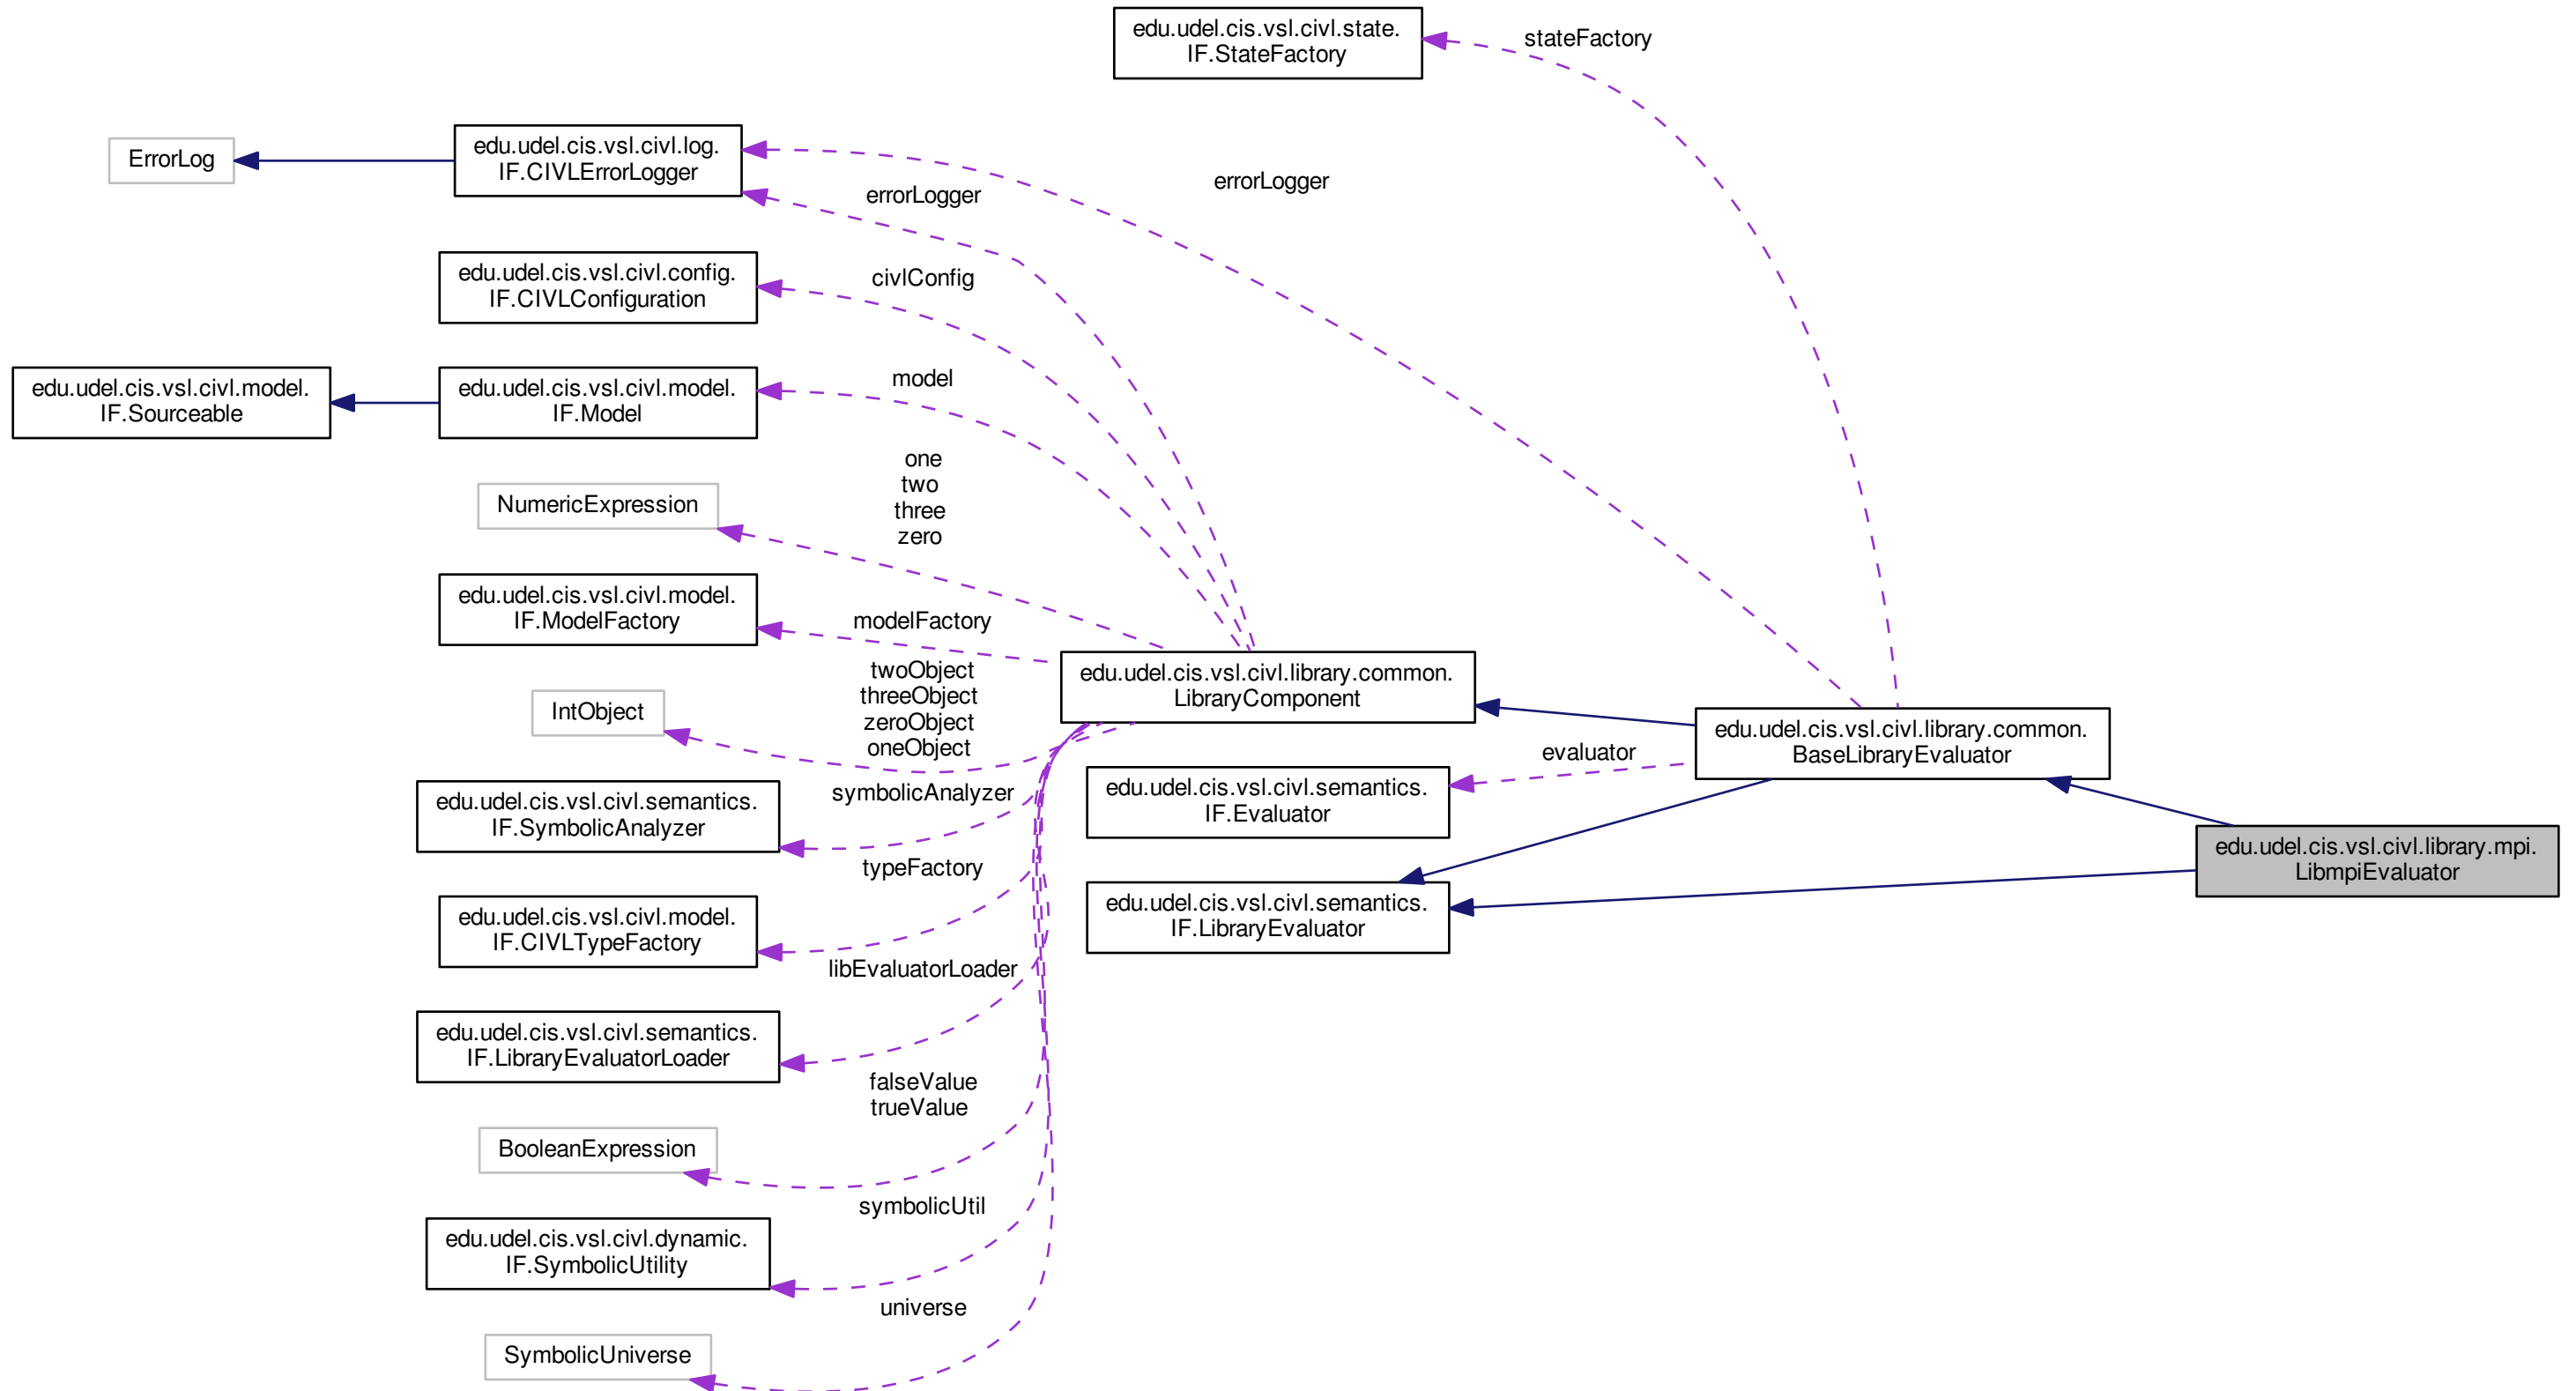 edu.udel.cis.vsl.civl.state.
IF.StateFactory
stateFactory
ErrorLog
edu.udel.cis.vsl.civl.log.
IF.CIVLErrorLogger
errorLogger
errorLogger
edu.udel.cis.vsl.civl.config.
IF.CIVLConfiguration
civlConfig
edu.udel.cis.vsl.civl.model.
IF.Sourceable
edu.udel.cis.vsl.civl.model.
IF.Model
model
NumericExpression
one
two
three
zero
edu.udel.cis.vsl.civl.model.
IF.ModelFactory
modelFactory
IntObject
twoObject
threeObject
zeroObject
oneObject
edu.udel.cis.vsl.civl.library.common.
LibraryComponent
edu.udel.cis.vsl.civl.library.common.
BaseLibraryEvaluator
edu.udel.cis.vsl.civl.semantics.
IF.SymbolicAnalyzer
symbolicAnalyzer
edu.udel.cis.vsl.civl.semantics.
IF.Evaluator
evaluator
edu.udel.cis.vsl.civl.library.mpi.
LibmpiEvaluator
edu.udel.cis.vsl.civl.model.
IF.CIVLTypeFactory
typeFactory
edu.udel.cis.vsl.civl.semantics.
IF.LibraryEvaluator
edu.udel.cis.vsl.civl.semantics.
IF.LibraryEvaluatorLoader
libEvaluatorLoader
BooleanExpression
falseValue
trueValue
edu.udel.cis.vsl.civl.dynamic.
IF.SymbolicUtility
symbolicUtil
SymbolicUniverse
universe